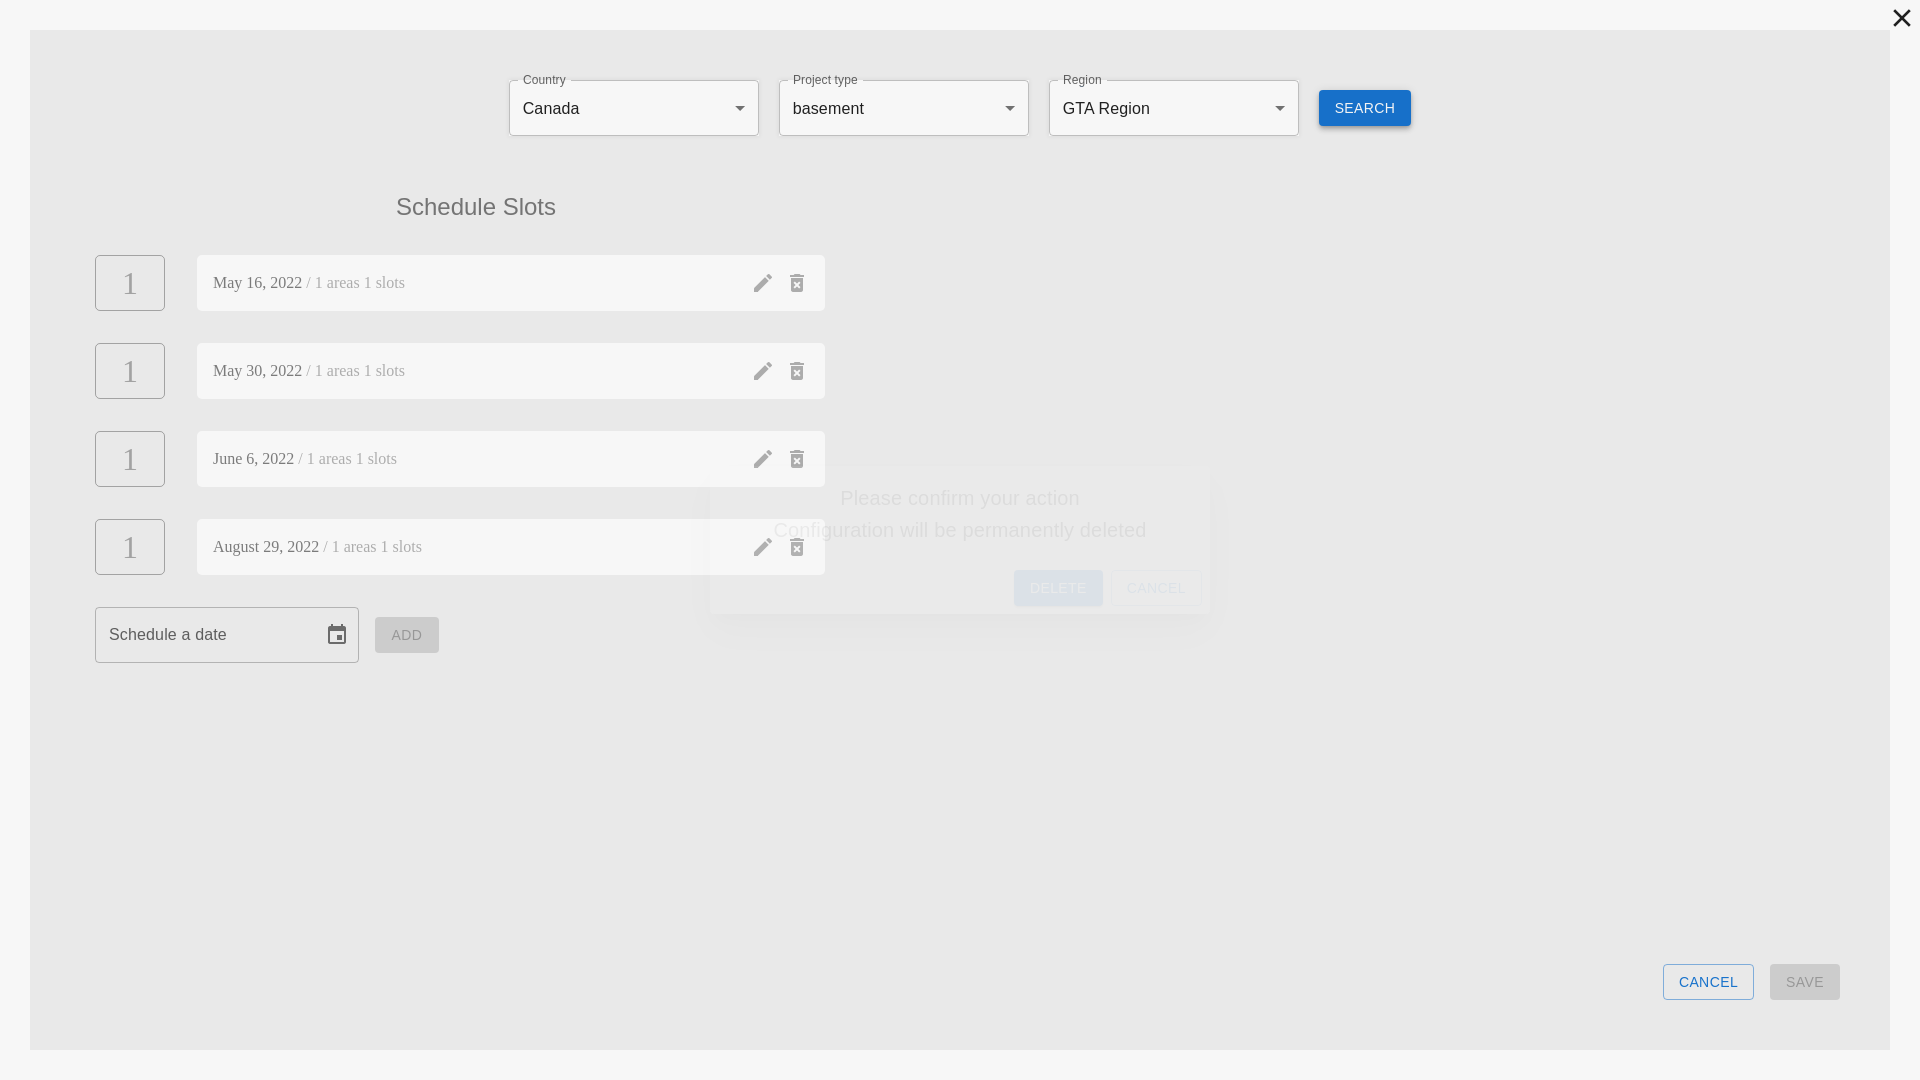 Country
Canada
Project type
basement
Region
GTA Region
SEARCH
Schedule Slots
1
May 16, 2022 / 1 areas 1 slots
1
May 30, 2022 / 1 areas 1 slots
1
June 6, 2022 / 1 areas 1 slots
Please confirm your action
Configuration will be permanently deleted
1
August 29, 2022 / 1 areas 1 slots
DELETE
CANCEL
Schedule a date
ADD
CANCEL
SAVE